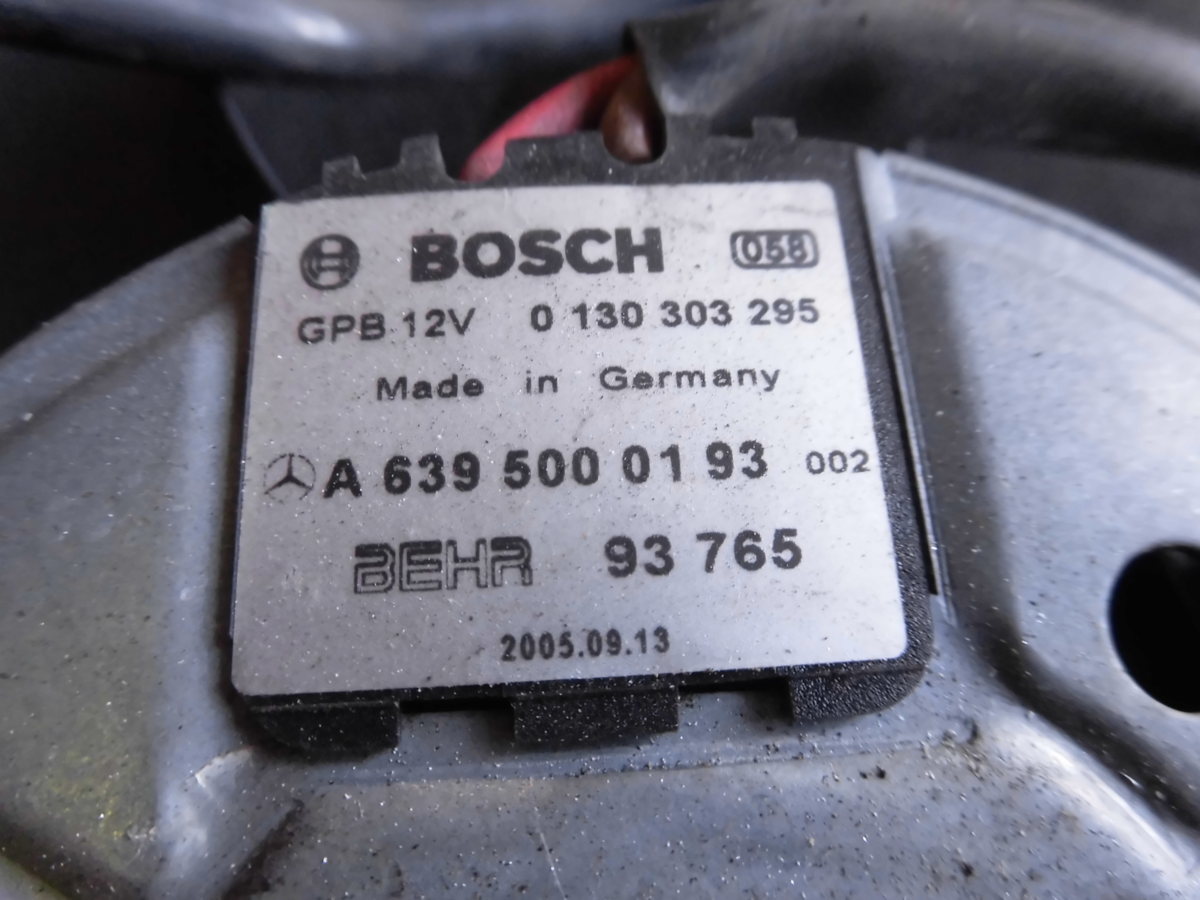 BOSCH 058
GPB 12V 0 130 303 295
Made in Germany
A 639 500 01 93 002
BEHR 93 765
2005.09.13